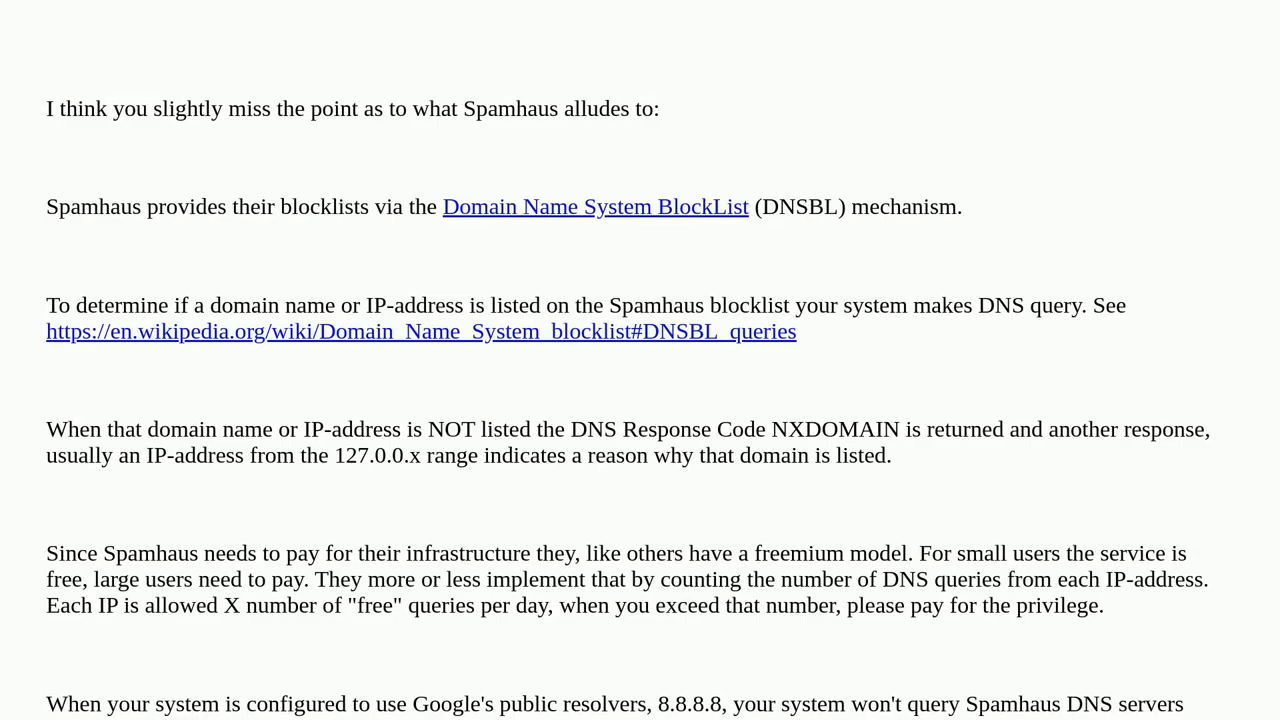 I think you slightly miss the point as to what Spamhaus alludes to:
Spamhaus provides their blocklists via the Domain Name System BlockList (DNSBL) mechanism.
To determine if a domain name or IP-address is listed on the Spamhaus blocklist your system makes DNS query. See
https://en.wikipedia.org/wiki/Domain_Name_System_blocklist#DNSBL_queries
When that domain name or IP-address is NOT listed the DNS Response Code NXDOMAIN is returned and another response,
usually an IP-address from the 127.0.0.x range indicates a reason why that domain is listed.
Since Spamhaus needs to pay for their infrastructure they, like others have a freemium model. For small users the service is
free, large users need to pay. They more or less implement that by counting the number of DNS queries from each IP-address.
Each IP is allowed X number of "free" queries per day, when you exceed that number, please pay for the privilege.
When your system is configured to use Google's public resolvers, 8.8.8.8, your system won't query Spamhaus DNS servers